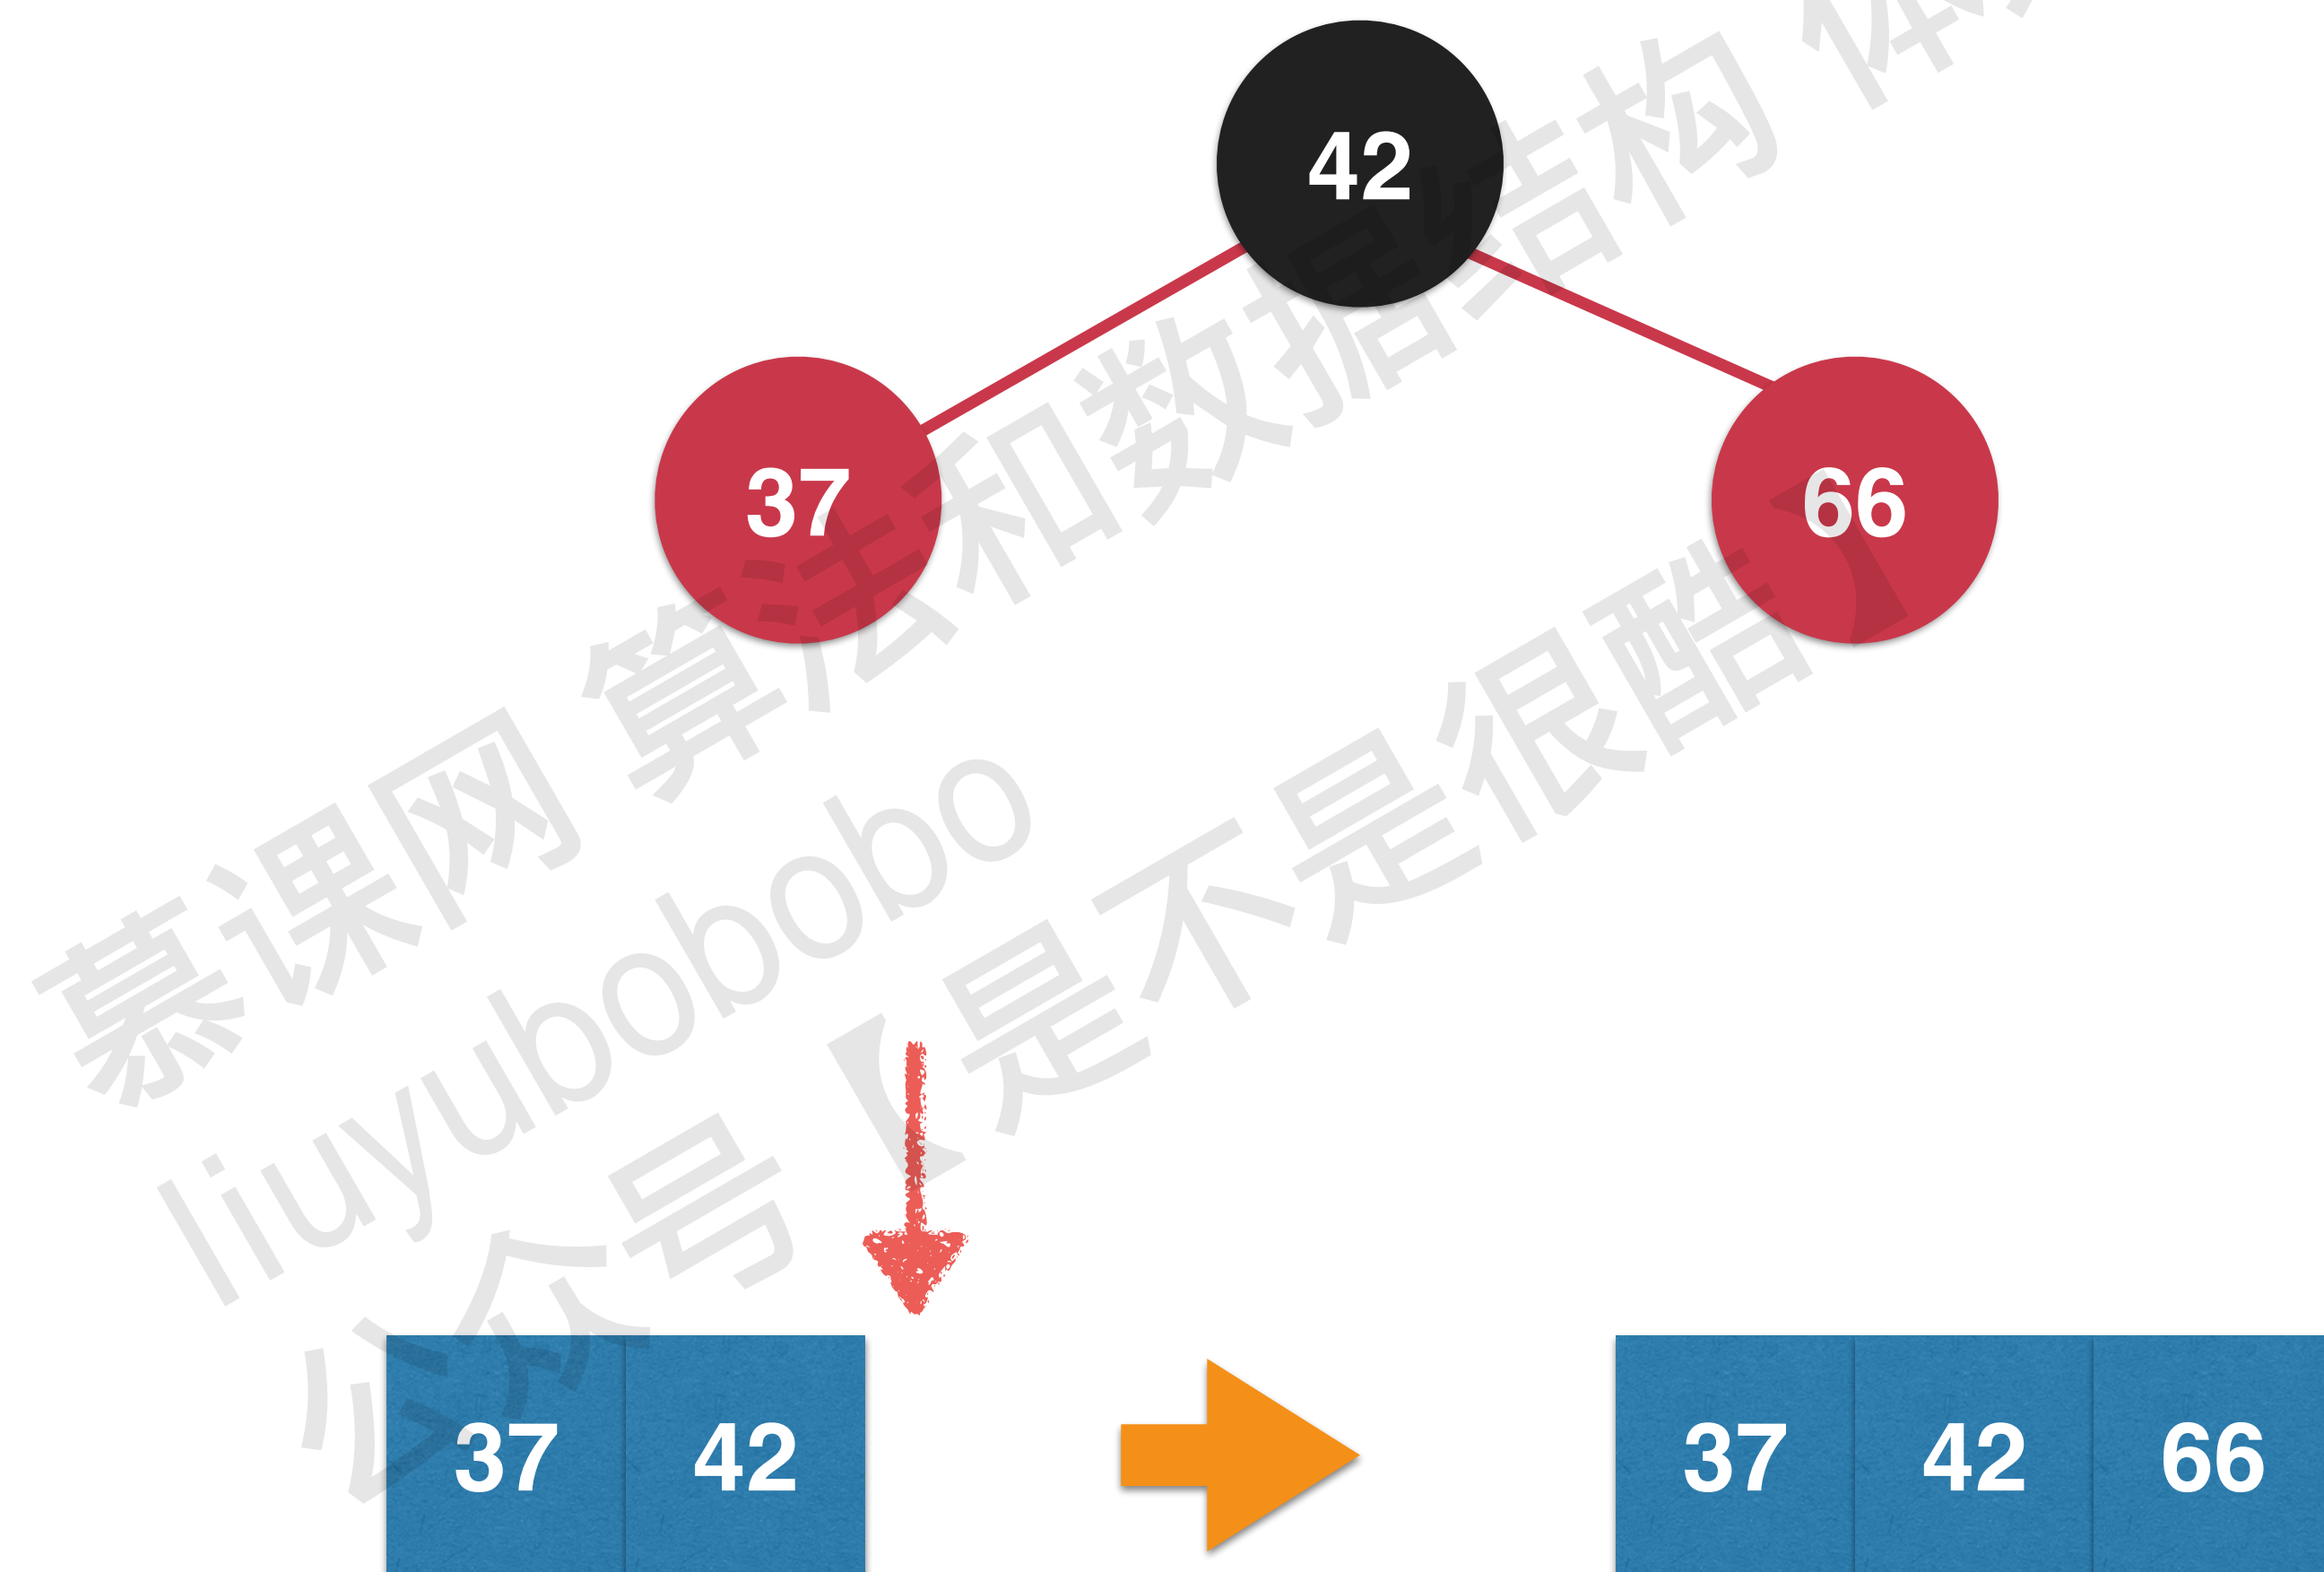 42
37 66
慕课网 算法和数据结构 体
liuyubobobo
公众号【是不是很酷】
37 42 37 42 66